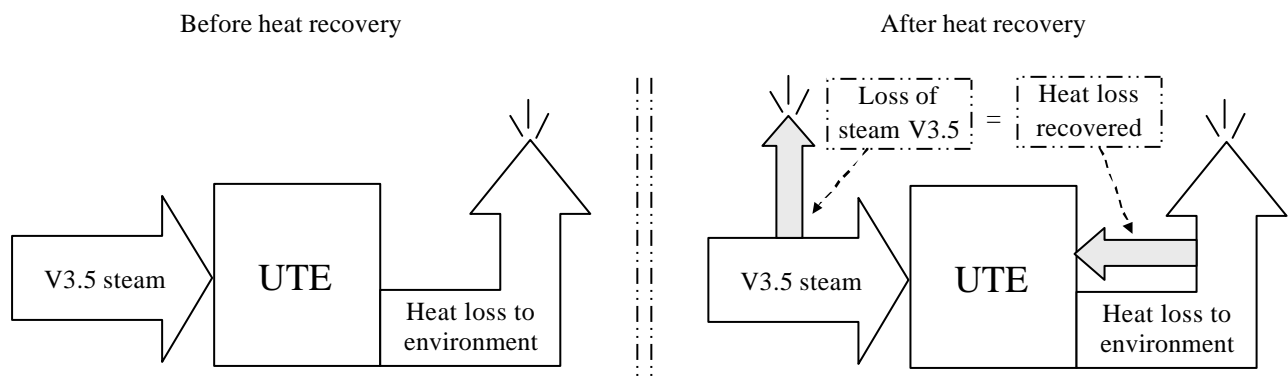 Before heat recovery
V3.5 steam
UTE
Heat loss to
environment
After heat recovery
Loss of
steam V3.5
=
Heat loss
recovered
V3.5 steam
UTE
Heat loss to
environment